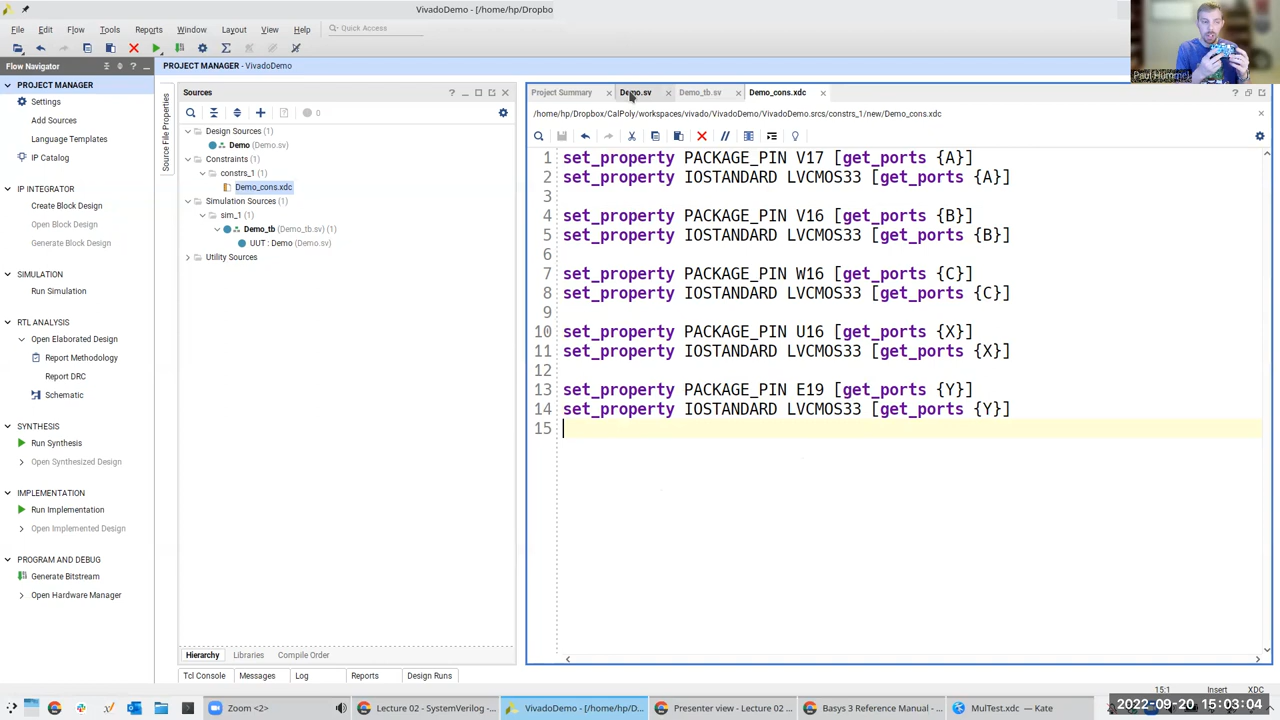 VivadoDemo - [/home/hp/Dropbo
File Edit Flow Tools Reports Window Layout View Help Quick Access
Paul Hummel
Flow Navigator
PROJECT MANAGER - VivadoDemo
PROJECT MANAGER
Settings
Add Sources
Language Templates
IP Catalog
IP INTEGRATOR
Create Block Design
Open Block Design
Generate Block Design
SIMULATION
Run Simulation
RTL ANALYSIS
Open Elaborated Design
Report Methodology
Report DRC
Schematic
SYNTHESIS
Run Synthesis
Open Synthesized Design
IMPLEMENTATION
Run Implementation
Open Implemented Design
PROGRAM AND DEBUG
Generate Bitstream
Open Hardware Manager
Source File Properties
Sources
0
Design Sources (1)
Demo (Demo.sv)
Constraints (1)
constrs_1 (1)
Demo_cons.xdc
Simulation Sources (1)
sim_1 (1)
Demo_tb (Demo_tb.sv) (1)
UUT : Demo (Demo.sv)
Utility Sources
Hierarchy Libraries Compile Order
Project Summary Demo.sv Demo_tb.sv Demo_cons.xdc
/home/hp/Dropbox/CalPoly/workspaces/vivado/VivadoDemo/VivadoDemo.srcs/constrs_1/new/Demo_cons.xdc
1 set_property PACKAGE_PIN V17 [get_ports {A}]
2 set_property IOSTANDARD LVCMOS33 [get_ports {A}]
3
4 set_property PACKAGE_PIN V16 [get_ports {B}]
5 set_property IOSTANDARD LVCMOS33 [get_ports {B}]
6
7 set_property PACKAGE_PIN W16 [get_ports {C}]
8 set_property IOSTANDARD LVCMOS33 [get_ports {C}]
9
10 set_property PACKAGE_PIN U16 [get_ports {X}]
11 set_property IOSTANDARD LVCMOS33 [get_ports {X}]
12
13 set_property PACKAGE_PIN E19 [get_ports {Y}]
14 set_property IOSTANDARD LVCMOS33 [get_ports {Y}]
15
Tcl Console Messages Log Reports Design Runs
15:1 Insert XDC
Zoom <2> Lecture 02 - SystemVerilog - ... VivadoDemo - [/home/hp/D... Presenter view - Lecture 02 ... Basys 3 Reference Manual - ... MulTest.xdc — Kate
2022-09-20 15:03:04